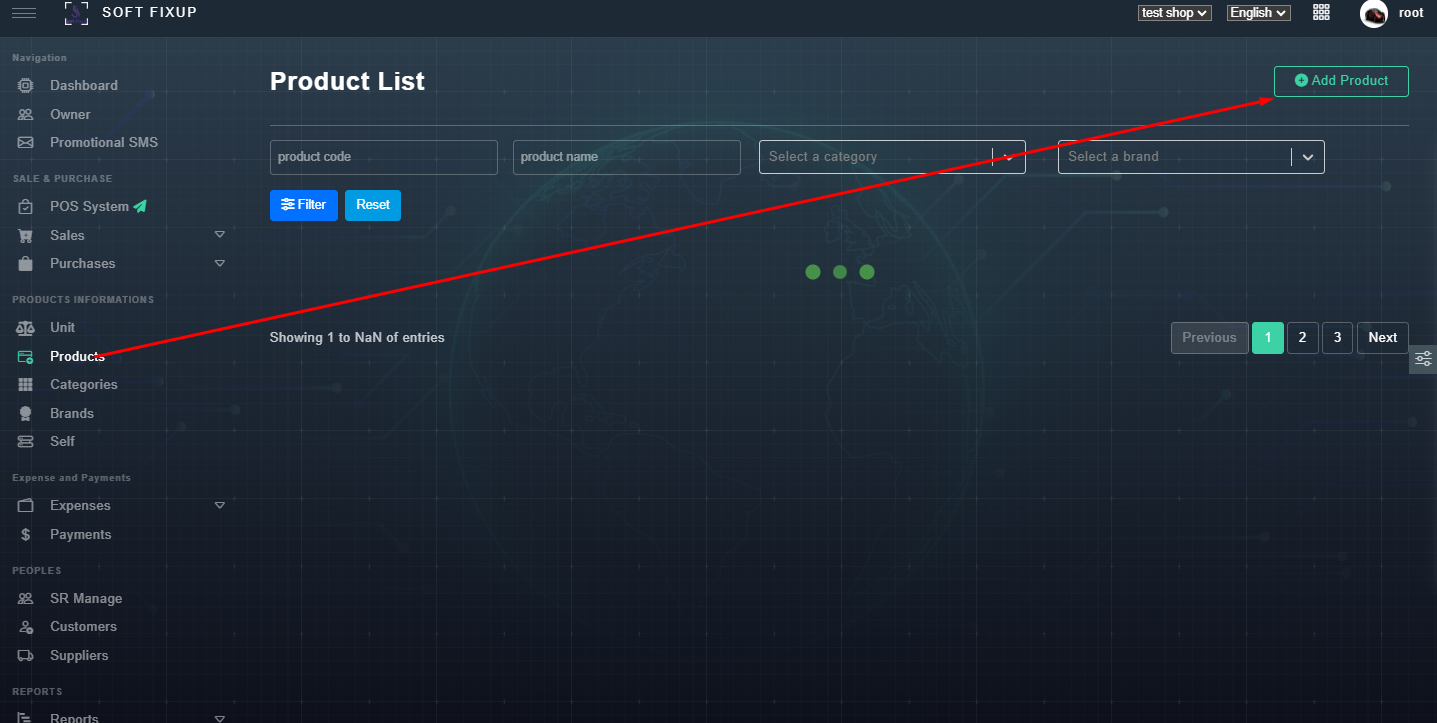 SOFT FIXUP
test shop
English
root
Navigation
Dashboard
Owner
Promotional SMS
SALE & PURCHASE
POS System
Sales
Purchases
PRODUCTS INFORMATIONS
Unit
Products
Categories
Brands
Self
Expense and Payments
Expenses
Payments
PEOPLES
SR Manage
Customers
Suppliers
REPORTS
Reports
Product List
Add Product
product code
product name
Select a category
Select a brand
Filter
Reset
Showing 1 to NaN of entries
Previous
1
2
3
Next